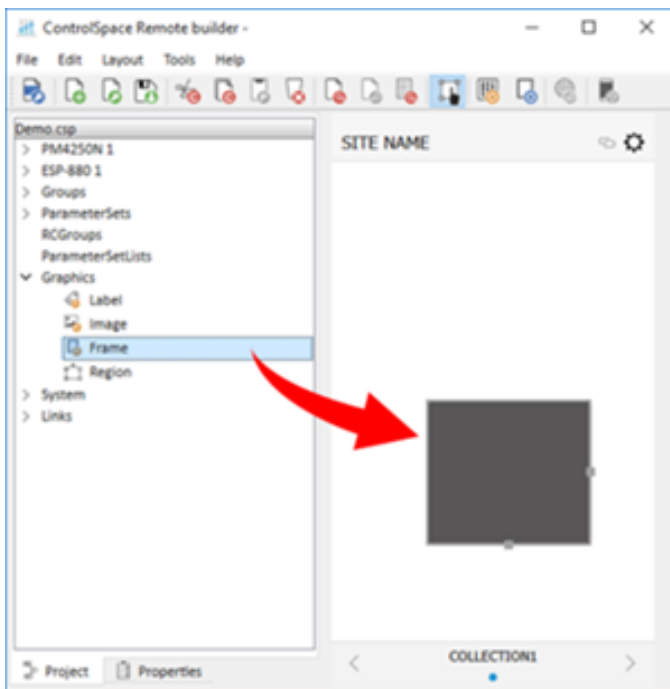 ControlSpace Remote builder -
File Edit Layout Tools Help
Demo.csp
PM4250N 1
ESP-880 1
Groups
ParameterSets
RCGroups
ParameterSetLists
Graphics
Label
Image
Frame
Region
System
Links
Project Properties
SITE NAME
COLLECTION1